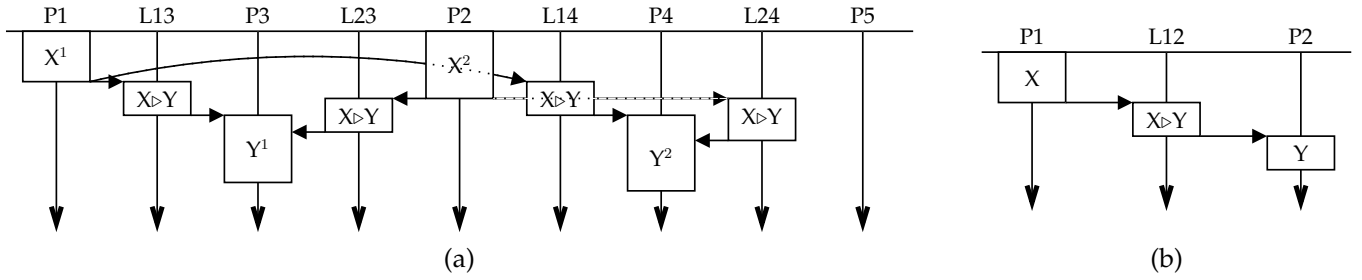 P1 L13 P3 L23 P2 L14 P4 L24 P5
X¹ X²
X▹Y X▹Y X▹Y X▹Y
Y¹ Y²
(a)
P1 L12 P2
X
X▹Y
Y
(b)